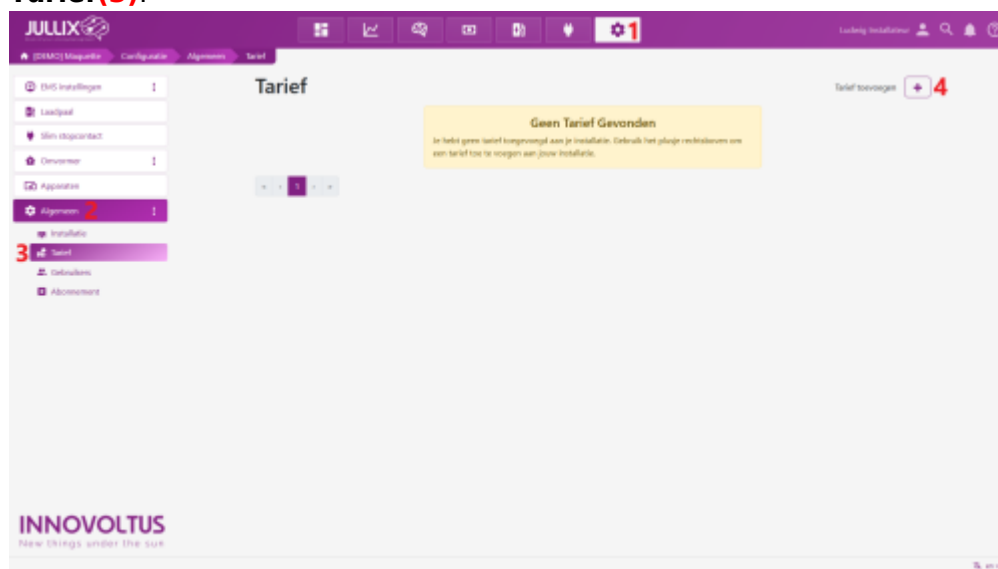 Tarief(3).
JULLIX
1
Ludwig Installateur
[DEMO] Maquette Configuratie Algemeen Tarief
EMS Instellingen
Laadpaal
Slim stopcontact
Omvormer
Apparaten
Algemeen 2
Installatie
3 Tarief
Gebruikers
Abonnement
Tarief
Tarief toevoegen + 4
Geen Tarief Gevonden
Je hebt geen tarief toegevoegd aan je installatie. Gebruik het plusje rechtsboven om
een tarief toe te voegen aan jouw installatie.
« ‹ 1 › »
INNOVOLTUS
New things under the sun